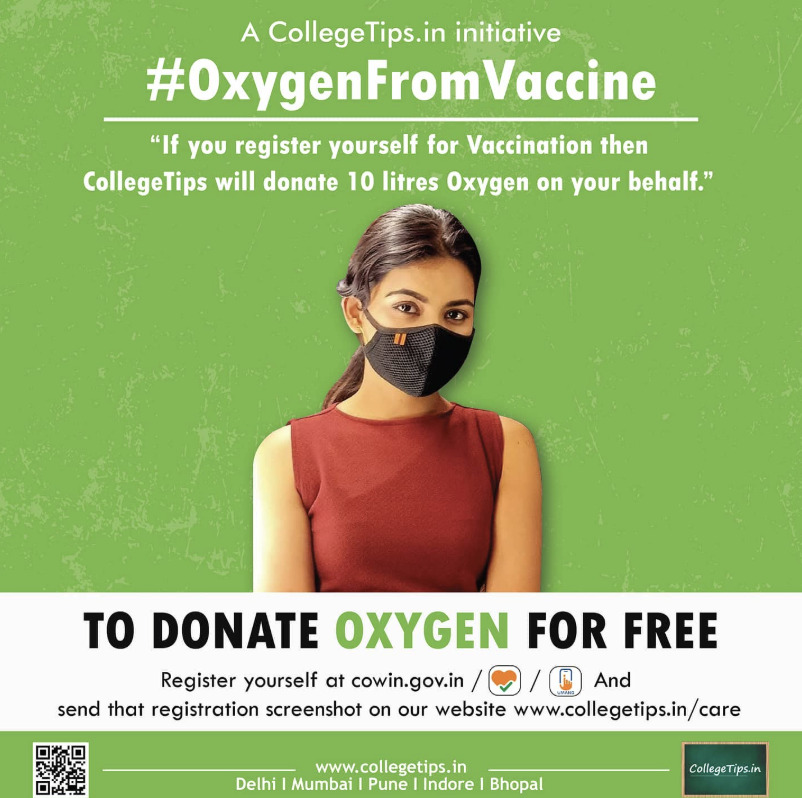 A CollegeTips.in initiative
#OxygenFromVaccine
“If you register yourself for Vaccination then
CollegeTips will donate 10 litres Oxygen on your behalf.”
TO DONATE OXYGEN FOR FREE
Register yourself at cowin.gov.in / / And
UMANG
send that registration screenshot on our website www.collegetips.in/care
www.collegetips.in
Delhi I Mumbai I Pune I Indore I Bhopal
CollegeTips.in